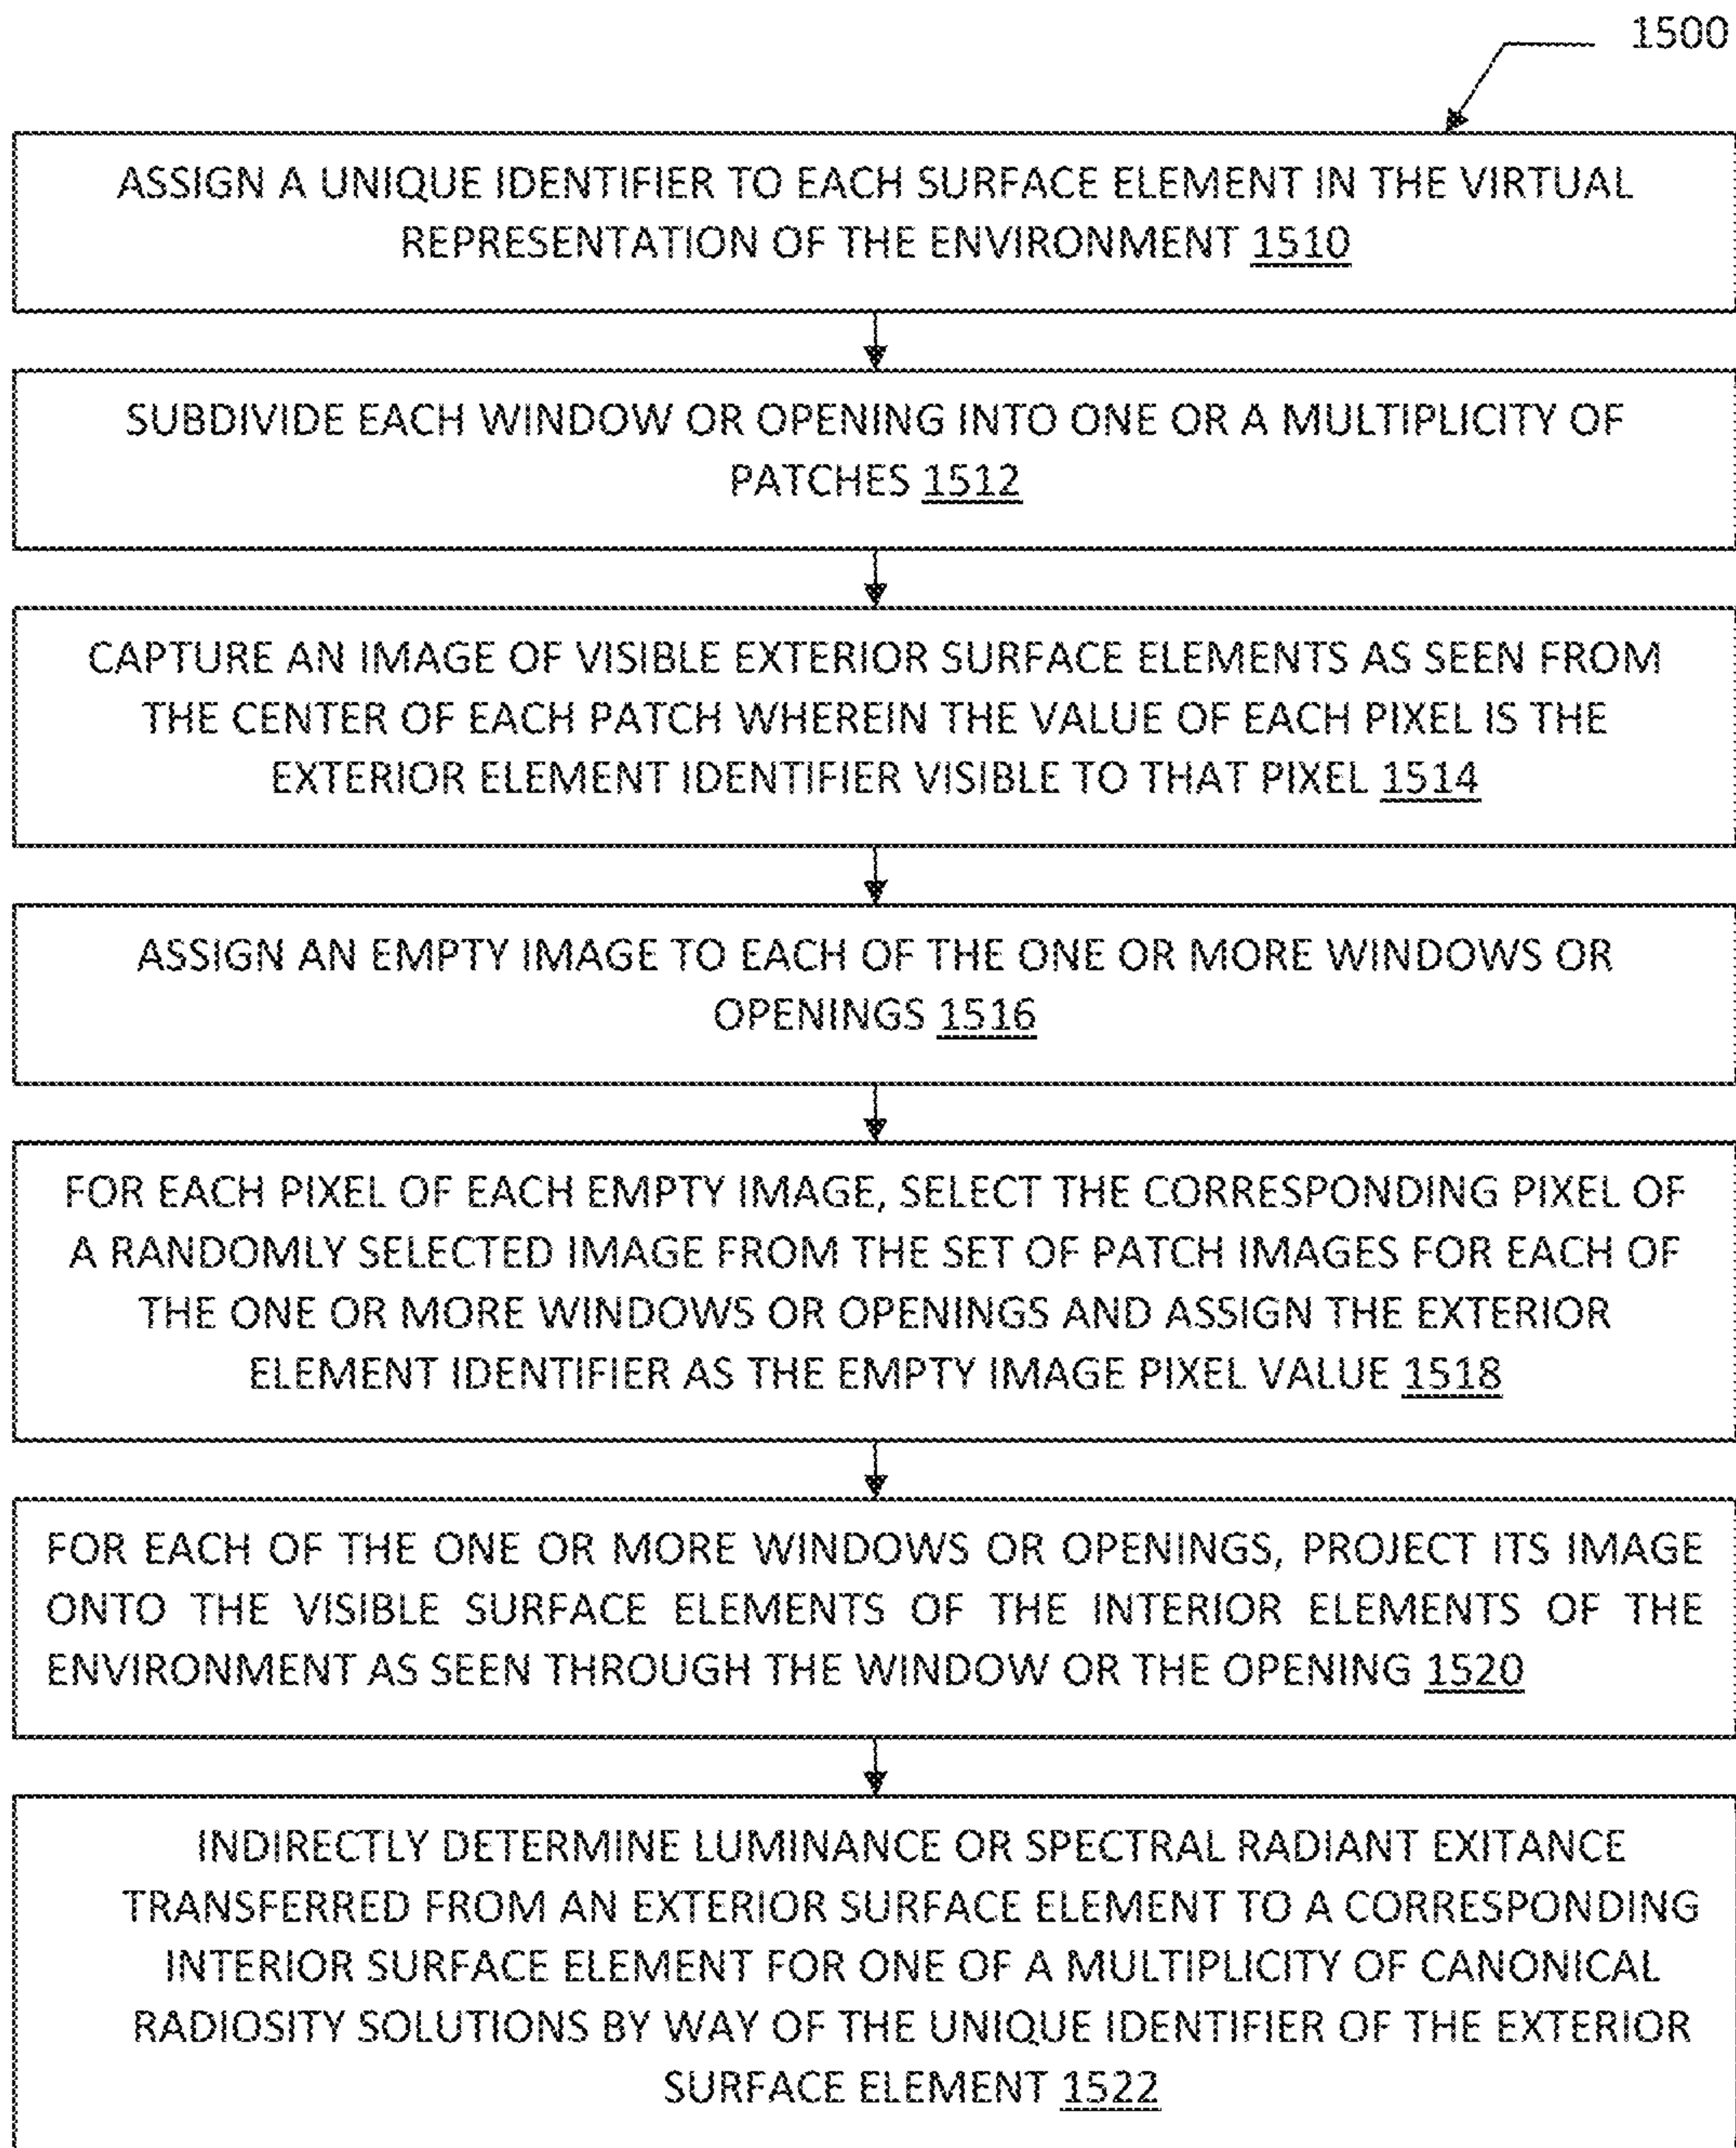 1500
ASSIGN A UNIQUE IDENTIFIER TO EACH SURFACE ELEMENT IN THE VIRTUAL
REPRESENTATION OF THE ENVIRONMENT 1510
SUBDIVIDE EACH WINDOW OR OPENING INTO ONE OR A MULTIPLICITY OF
PATCHES 1512
CAPTURE AN IMAGE OF VISIBLE EXTERIOR SURFACE ELEMENTS AS SEEN FROM
THE CENTER OF EACH PATCH WHEREIN THE VALUE OF EACH PIXEL IS THE
EXTERIOR ELEMENT IDENTIFIER VISIBLE TO THAT PIXEL 1514
ASSIGN AN EMPTY IMAGE TO EACH OF THE ONE OR MORE WINDOWS OR
OPENINGS 1516
FOR EACH PIXEL OF EACH EMPTY IMAGE, SELECT THE CORRESPONDING PIXEL OF
A RANDOMLY SELECTED IMAGE FROM THE SET OF PATCH IMAGES FOR EACH OF
THE ONE OR MORE WINDOWS OR OPENINGS AND ASSIGN THE EXTERIOR
ELEMENT IDENTIFIER AS THE EMPTY IMAGE PIXEL VALUE 1518
FOR EACH OF THE ONE OR MORE WINDOWS OR OPENINGS, PROJECT ITS IMAGE
ONTO THE VISIBLE SURFACE ELEMENTS OF THE INTERIOR ELEMENTS OF THE
ENVIRONMENT AS SEEN THROUGH THE WINDOW OR THE OPENING 1520
INDIRECTLY DETERMINE LUMINANCE OR SPECTRAL RADIANT EXITANCE
TRANSFERRED FROM AN EXTERIOR SURFACE ELEMENT TO A CORRESPONDING
INTERIOR SURFACE ELEMENT FOR ONE OF A MULTIPLICITY OF CANONICAL
RADIOSITY SOLUTIONS BY WAY OF THE UNIQUE IDENTIFIER OF THE EXTERIOR
SURFACE ELEMENT 1522